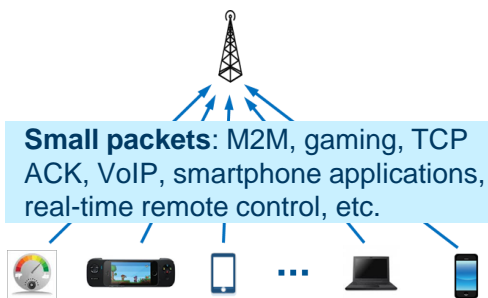 Small packets: M2M, gaming, TCP
ACK, VoIP, smartphone applications,
real-time remote control, etc.
...